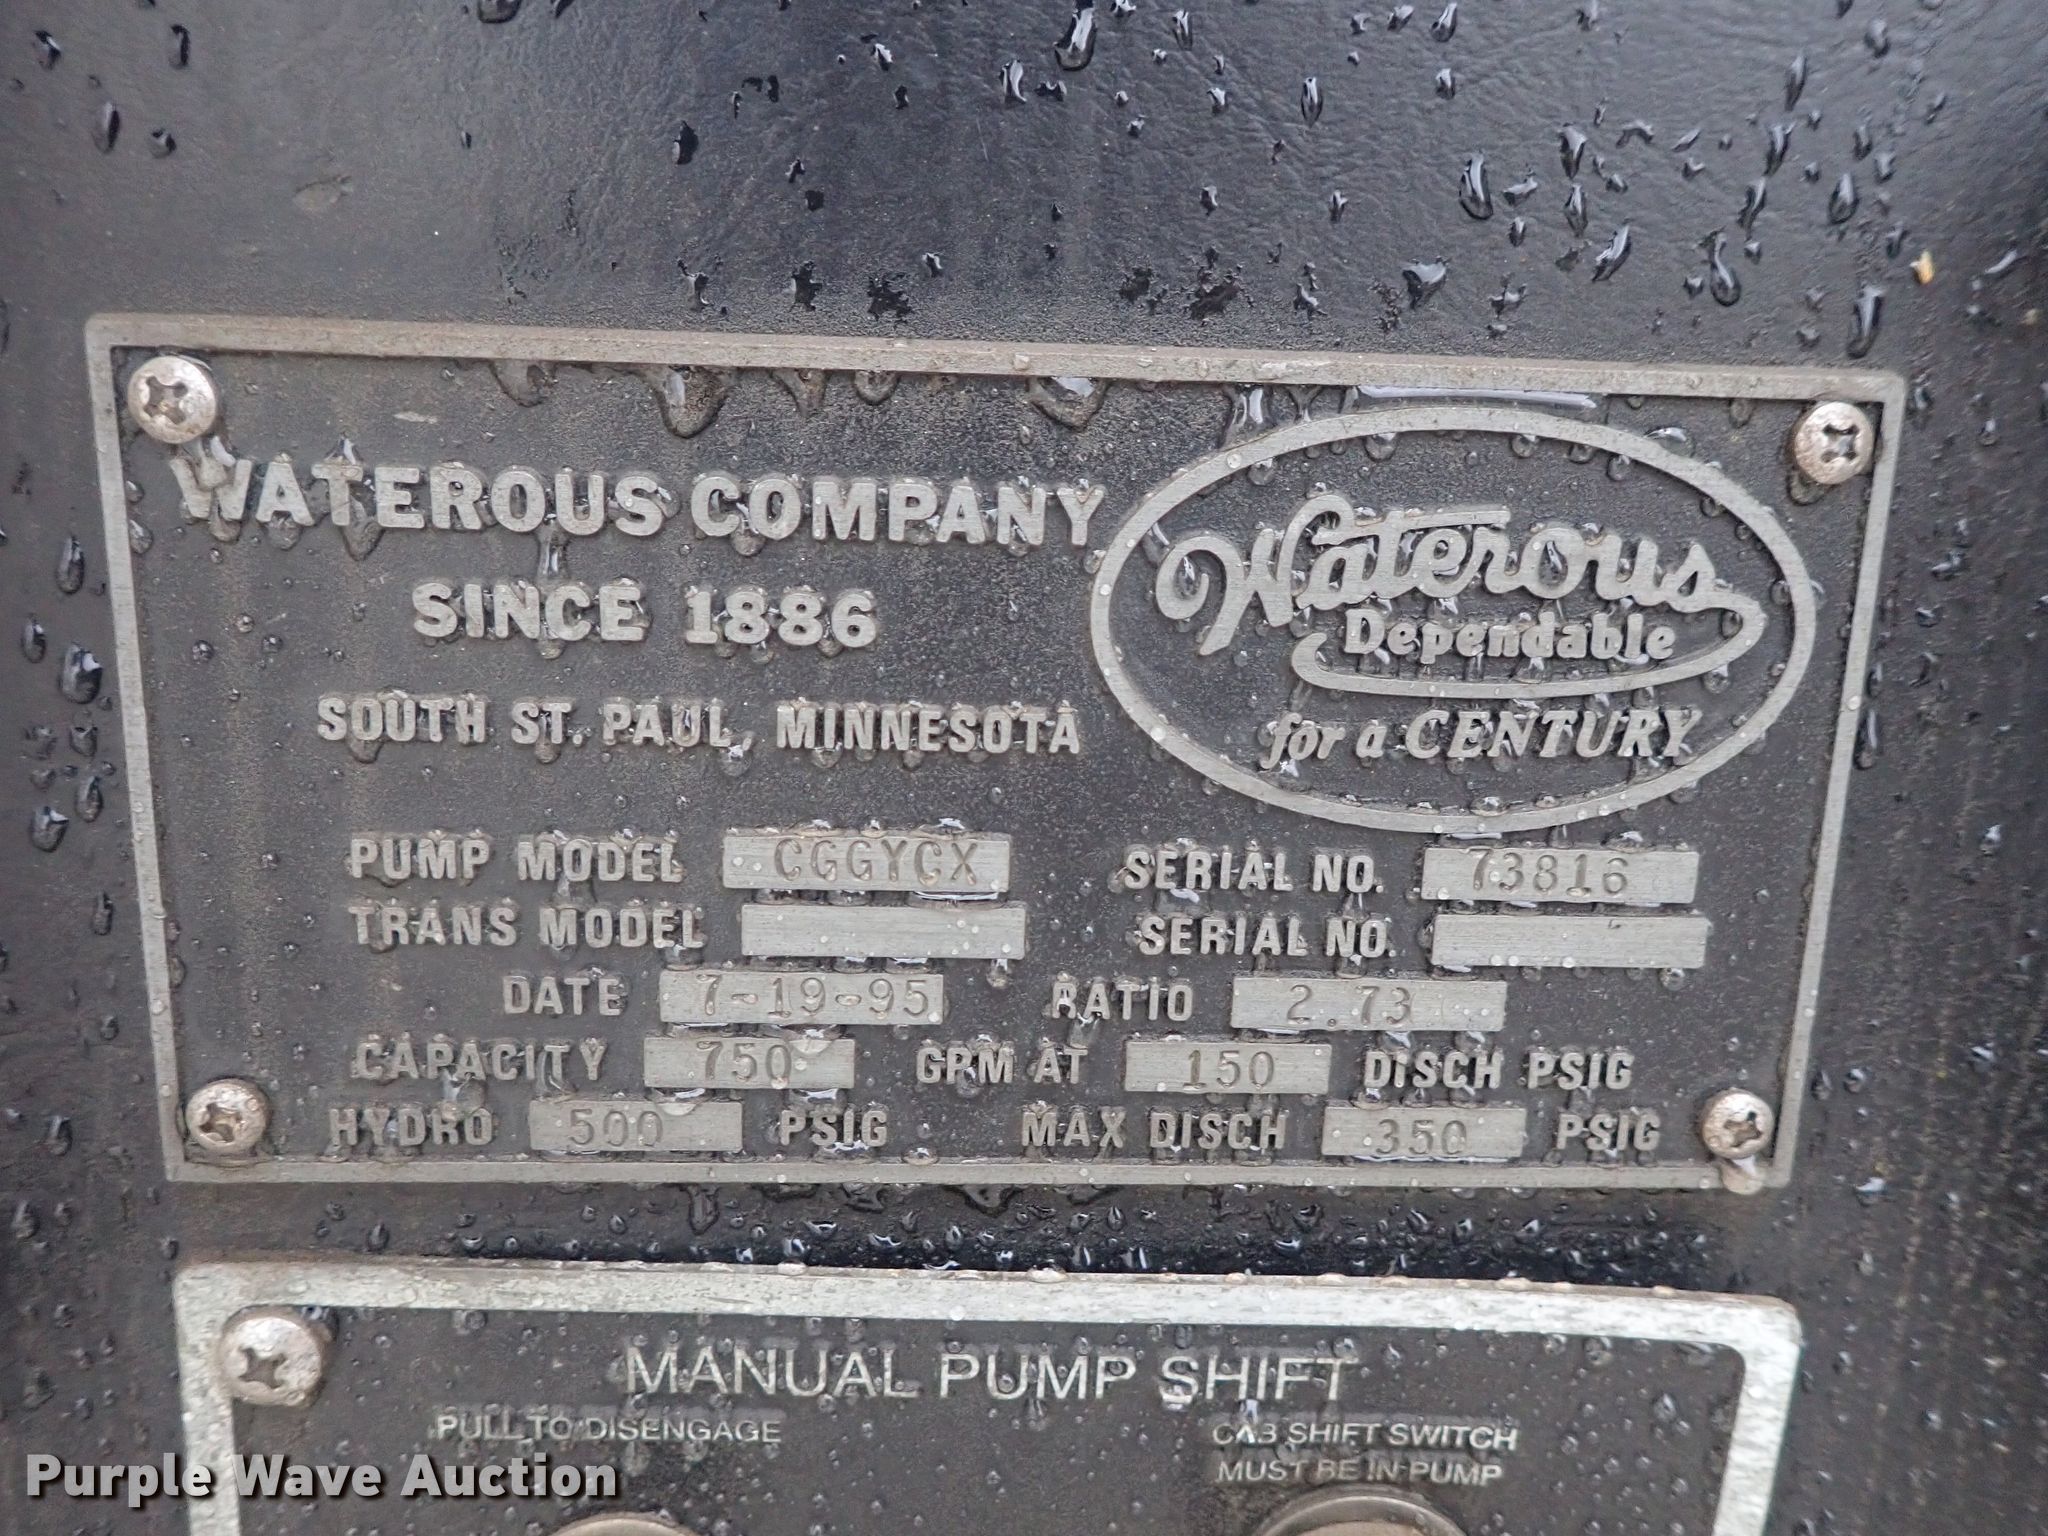 WATEROUS COMPANY
SINCE 1886
SOUTH ST. PAUL, MINNESOTA
Waterous
Dependable
for a CENTURY
PUMP MODEL CGGYCX SERIAL NO. 73816
TRANS MODEL SERIAL NO.
DATE 7-19-95 RATIO 2.73
CAPACITY 750 GPM AT 150 DISCH PSIG
HYDRO 500 PSIG MAX DISCH 350 PSIG
MANUAL PUMP SHIFT
PULL TO DISENGAGE
CAB SHIFT SWITCH
MUST BE IN PUMP
Purple Wave Auction